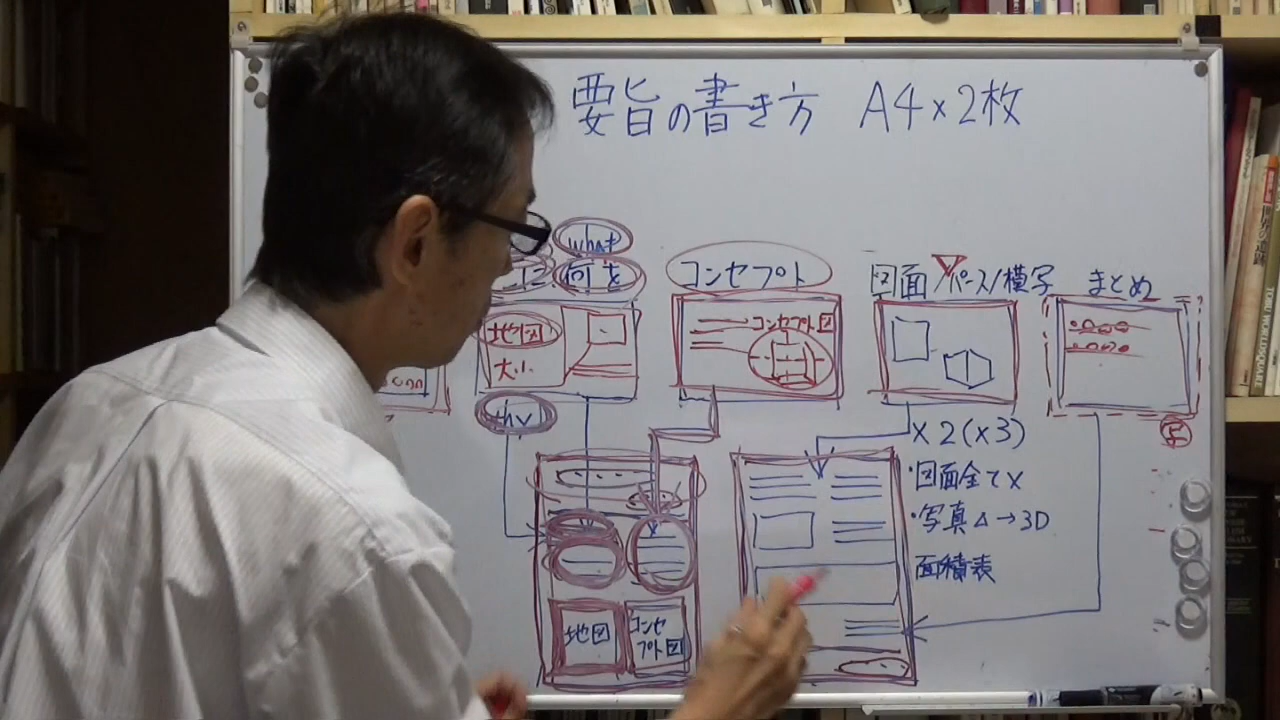 要旨の書き方 A4×2枚
what
に 何を
コンセプト
図面/パース/模写
まとめ
地図
大小
コンセプト図
why
×2(×3)
・図面全て×
・写真△→3D
面積表
地図
コンセプト図